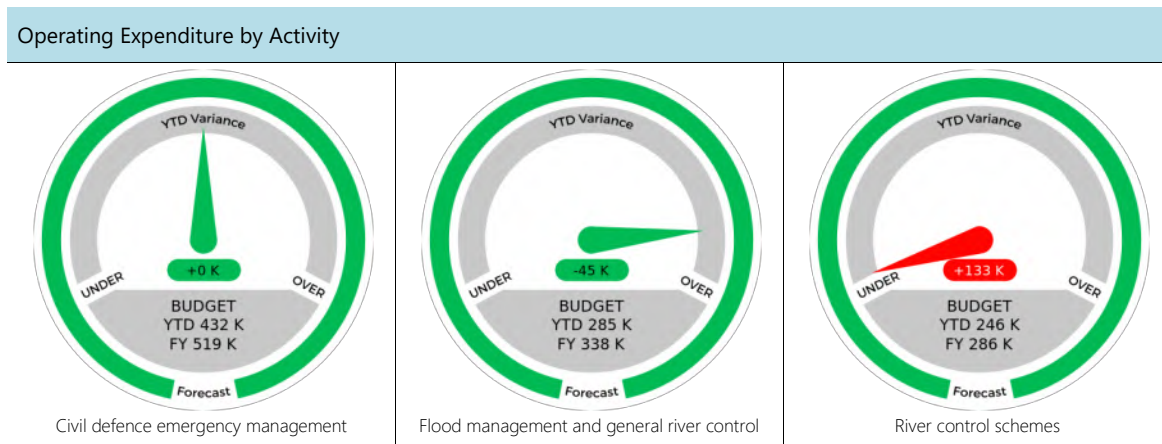 Operating Expenditure by Activity
YTD Variance
+0 K
UNDER
OVER
BUDGET
YTD 432 K
FY 519 K
Forecast
Civil defence emergency management
YTD Variance
-45 K
UNDER
OVER
BUDGET
YTD 285 K
FY 338 K
Forecast
Flood management and general river control
YTD Variance
+133 K
UNDER
OVER
BUDGET
YTD 246 K
FY 286 K
Forecast
River control schemes